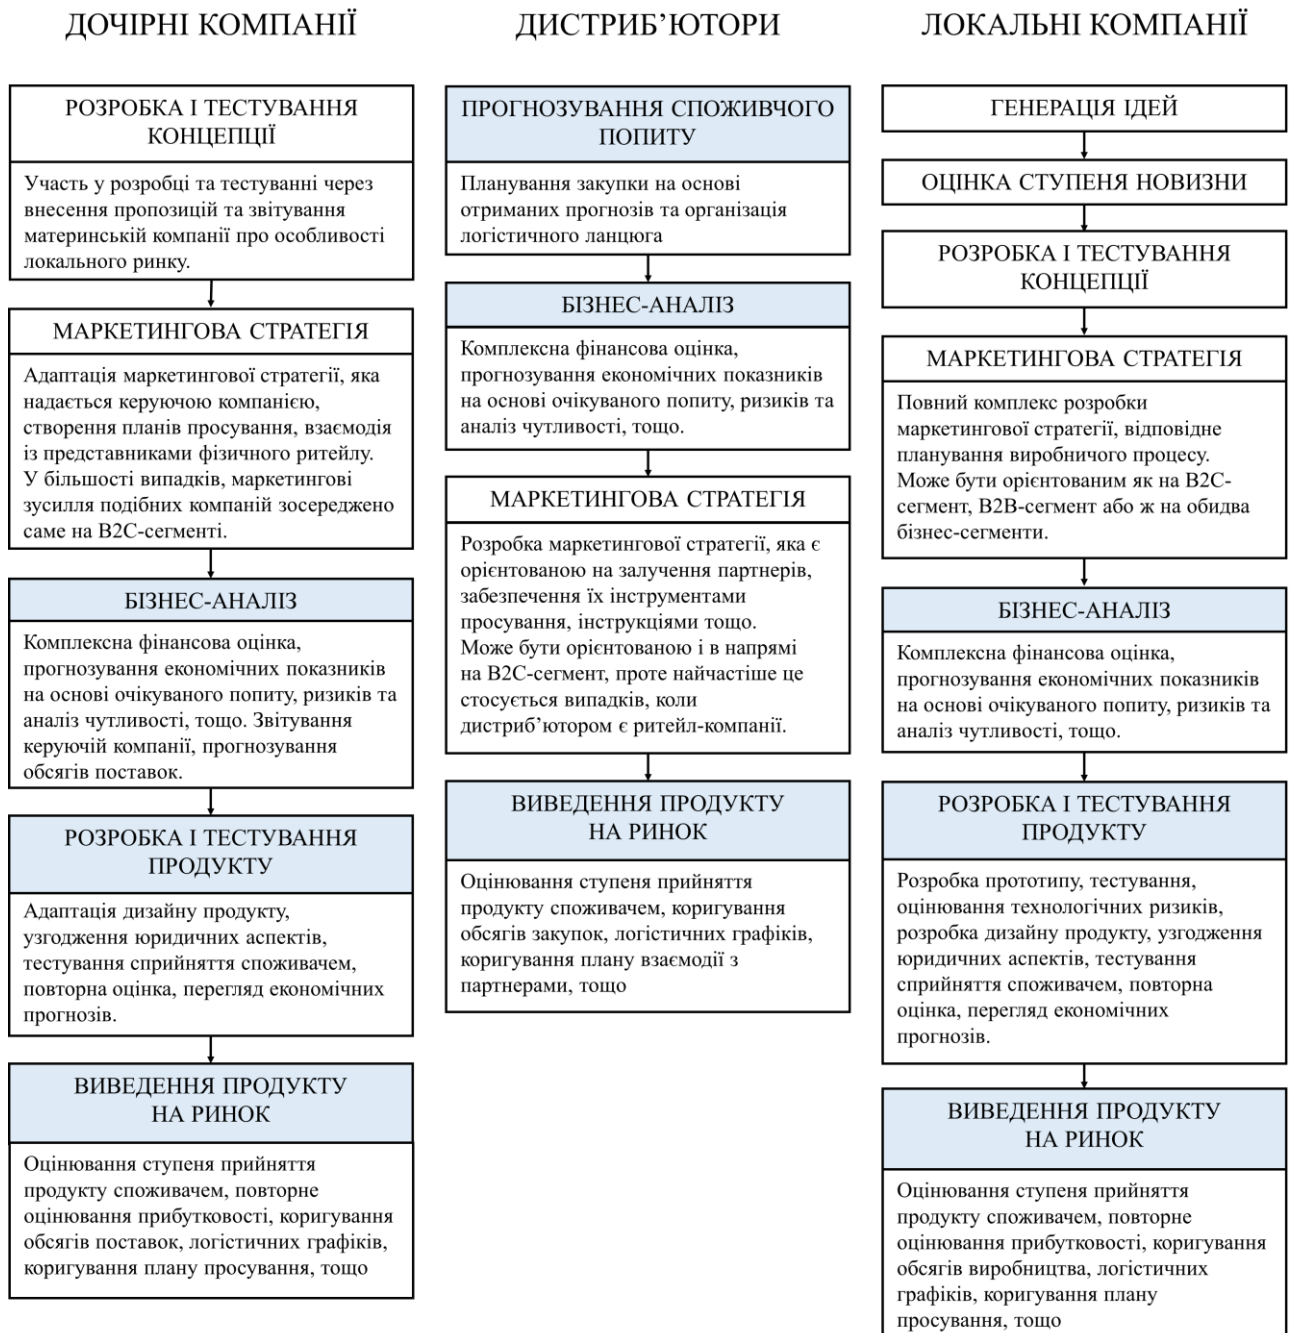 ДОЧІРНІ КОМПАНІЇ
РОЗРОБКА І ТЕСТУВАННЯ
КОНЦЕПЦІЇ
Участь у розробці та тестуванні через
внесення пропозицій та звітування
материнській компанії про особливості
локального ринку.
МАРКЕТИНГОВА СТРАТЕГІЯ
Адаптація маркетингової стратегії, яка
надається керуючою компанією,
створення планів просування, взаємодія
із представниками фізичного ритейлу.
У більшості випадків, маркетингові
зусилля подібних компаній зосереджено
саме на B2C-сегменті.
БІЗНЕС-АНАЛІЗ
Комплексна фінансова оцінка,
прогнозування економічних показників
на основі очікуваного попиту, ризиків та
аналіз чутливості, тощо. Звітування
керуючій компанії, прогнозування
обсягів поставок.
РОЗРОБКА І ТЕСТУВАННЯ
ПРОДУКТУ
Адаптація дизайну продукту,
узгодження юридичних аспектів,
тестування сприйняття споживачем,
повторна оцінка, перегляд економічних
прогнозів.
ВИВЕДЕННЯ ПРОДУКТУ
НА РИНОК
Оцінювання ступеня прийняття
продукту споживачем, повторне
оцінювання прибутковості, коригування
обсягів поставок, логістичних графіків,
коригування плану просування, тощо
ДИСТРИБ’ЮТОРИ
ПРОГНОЗУВАННЯ СПОЖИВЧОГО
ПОПИТУ
Планування закупки на основі
отриманих прогнозів та організація
логістичного ланцюга
БІЗНЕС-АНАЛІЗ
Комплексна фінансова оцінка,
прогнозування економічних показників
на основі очікуваного попиту, ризиків та
аналіз чутливості, тощо.
МАРКЕТИНГОВА СТРАТЕГІЯ
Розробка маркетингової стратегії, яка є
орієнтованою на залучення партнерів,
забезпечення їх інструментами
просування, інструкціями тощо.
Може бути орієнтованою і в напрямі
на B2C-сегмент, проте найчастіше це
стосується випадків, коли
дистриб’ютором є ритейл-компанії.
ВИВЕДЕННЯ ПРОДУКТУ
НА РИНОК
Оцінювання ступеня прийняття
продукту споживачем, коригування
обсягів закупок, логістичних графіків,
коригування плану взаємодії з
партнерами, тощо
ЛОКАЛЬНІ КОМПАНІЇ
ГЕНЕРАЦІЯ ІДЕЙ
ОЦІНКА СТУПЕНЯ НОВИЗНИ
РОЗРОБКА І ТЕСТУВАННЯ
КОНЦЕПЦІЇ
МАРКЕТИНГОВА СТРАТЕГІЯ
Повний комплекс розробки
маркетингової стратегії, відповідне
планування виробничого процесу.
Може бути орієнтованим як на B2C-
сегмент, B2B-сегмент або ж на обидва
бізнес-сегменти.
БІЗНЕС-АНАЛІЗ
Комплексна фінансова оцінка,
прогнозування економічних показників
на основі очікуваного попиту, ризиків та
аналіз чутливості, тощо.
РОЗРОБКА І ТЕСТУВАННЯ
ПРОДУКТУ
Розробка прототипу, тестування,
оцінювання технологічних ризиків,
розробка дизайну продукту, узгодження
юридичних аспектів, тестування
сприйняття споживачем, повторна
оцінка, перегляд економічних
прогнозів.
ВИВЕДЕННЯ ПРОДУКТУ
НА РИНОК
Оцінювання ступеня прийняття
продукту споживачем, повторне
оцінювання прибутковості, коригування
обсягів виробництва, логістичних
графіків, коригування плану
просування, тощо